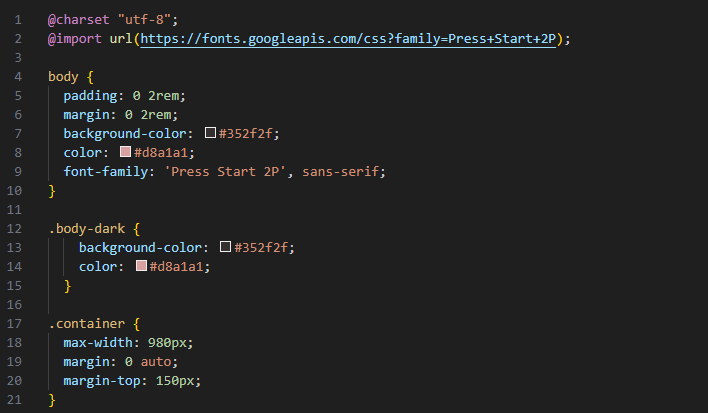 1 @charset "utf-8";
2 @import url(https://fonts.googleapis.com/css?family=Press+Start+2P);
3
4 body {
5   padding: 0 2rem;
6   margin: 0 2rem;
7   background-color: #352f2f;
8   color: #d8a1a1;
9   font-family: 'Press Start 2P', sans-serif;
10 }
11
12 .body-dark {
13     background-color: #352f2f;
14     color: #d8a1a1;
15   }
16
17 .container {
18   max-width: 980px;
19   margin: 0 auto;
20   margin-top: 150px;
21 }